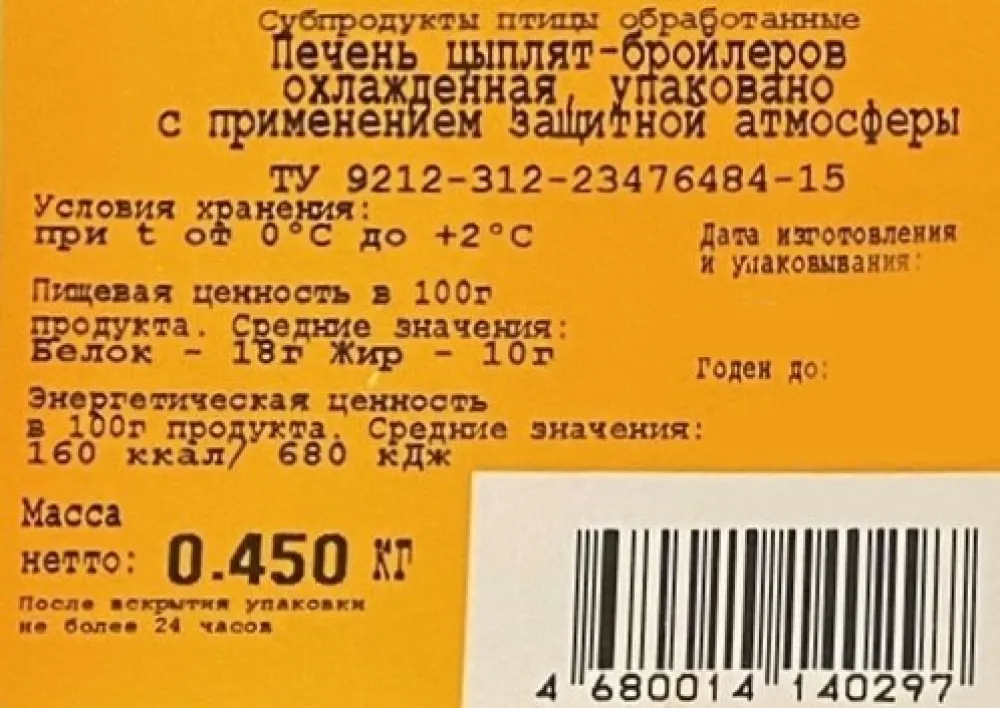 Субпродукты птицы обработанные
Печень цыплят-бройлеров
охлажденная, упаковано
с применением защитной атмосферы
ТУ 9212-312-23476484-15
Условия хранения:
при t от 0°C до +2°C
Дата изготовления
и упаковывания:
Пищевая ценность в 100г
продукта. Средние значения:
Белок - 18г Жир - 10г
Годен до:
Энергетическая ценность
в 100г продукта. Средние значения:
160 ккал/ 680 кДж
Масса
нетто: 0.450 КГ
После вскрытия упаковки
не более 24 часов
4 680014 140297